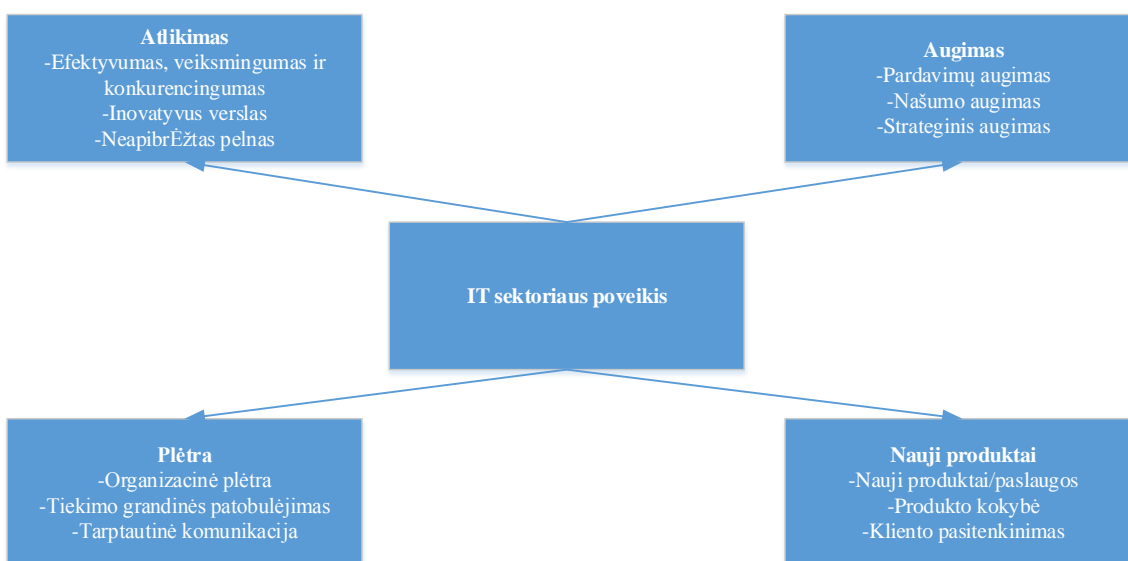 Atlikimas
-Efektyvumas, veiksmingumas ir
konkurencingumas
-Inovatyvus verslas
-NeapibrĖžtas pelnas
Augimas
-Pardavimų augimas
-Našumo augimas
-Strateginis augimas
IT sektoriaus poveikis
Plėtra
-Organizacinė plėtra
-Tiekimo grandinės patobulėjimas
-Tarptautinė komunikacija
Nauji produktai
-Nauji produktai/paslaugos
-Produkto kokybė
-Kliento pasitenkinimas